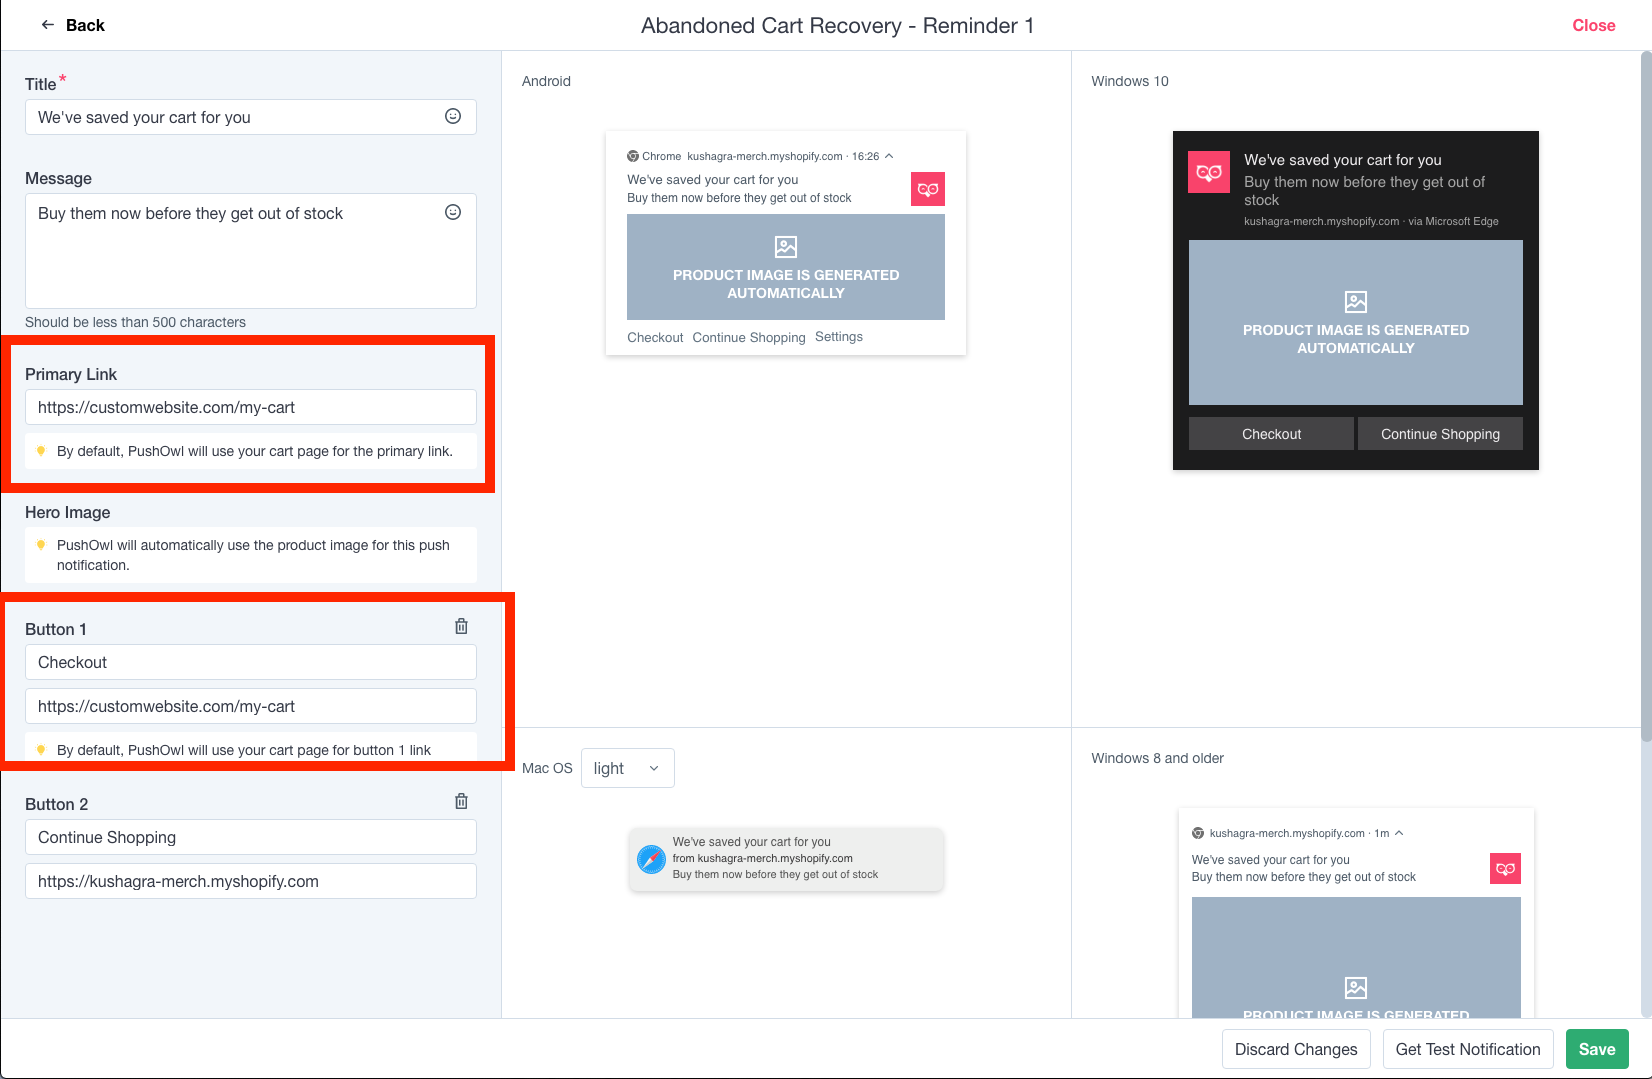 Back
Abandoned Cart Recovery - Reminder 1
Close
Title*
We've saved your cart for you
Message
Buy them now before they get out of stock
Should be less than 500 characters
Primary Link
https://customwebsite.com/my-cart
By default, PushOwl will use your cart page for the primary link.
Hero Image
PushOwl will automatically use the product image for this push
notification.
Button 1
Checkout
https://customwebsite.com/my-cart
By default, PushOwl will use your cart page for button 1 link
Button 2
Continue Shopping
https://kushagra-merch.myshopify.com
Android
Chrome kushagra-merch.myshopify.com · 16:26
We've saved your cart for you
Buy them now before they get out of stock
PRODUCT IMAGE IS GENERATED
AUTOMATICALLY
Checkout Continue Shopping Settings
Windows 10
We've saved your cart for you
Buy them now before they get out of
stock
kushagra-merch.myshopify.com · via Microsoft Edge
PRODUCT IMAGE IS GENERATED
AUTOMATICALLY
Checkout Continue Shopping
Mac OS light
We've saved your cart for you
from kushagra-merch.myshopify.com
Buy them now before they get out of stock
Windows 8 and older
kushagra-merch.myshopify.com · 1m
We've saved your cart for you
Buy them now before they get out of stock
PRODUCT IMAGE IS GENERATED
Discard Changes Get Test Notification Save